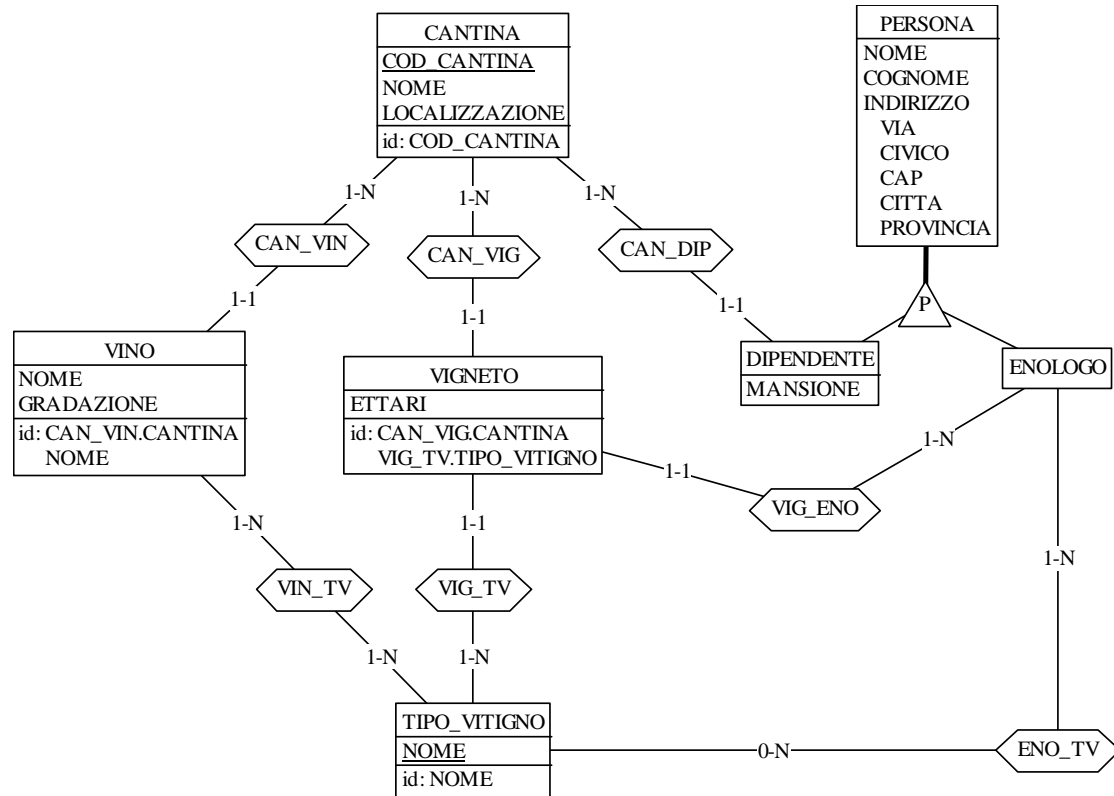 CANTINA
COD_CANTINA
NOME
LOCALIZZAZIONE
id: COD_CANTINA
PERSONA
NOME
COGNOME
INDIRIZZO
VIA
CIVICO
CAP
CITTA
PROVINCIA
1-N
1-N
1-N
CAN_VIN
CAN_VIG
CAN_DIP
1-1
1-1
1-1
P
VINO
NOME
GRADAZIONE
id: CAN_VIN.CANTINA
NOME
VIGNETO
ETTARI
id: CAN_VIG.CANTINA
VIG_TV.TIPO_VITIGNO
DIPENDENTE
MANSIONE
ENOLOGO
1-N
1-1
VIG_ENO
1-N
1-1
1-N
VIN_TV
VIG_TV
1-N
1-N
TIPO_VITIGNO
NOME
id: NOME
0-N
ENO_TV